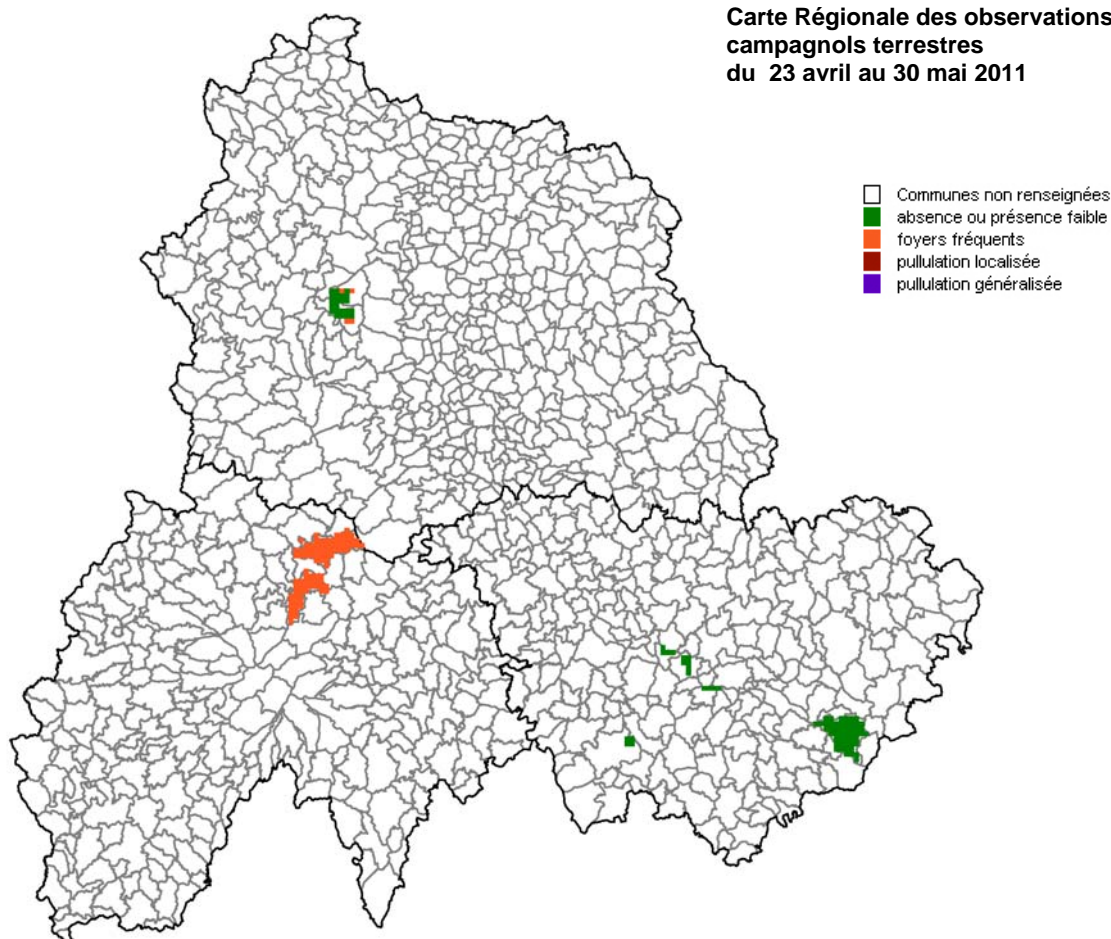 Carte Régionale des observations
campagnols terrestres
du 23 avril au 30 mai 2011
Communes non renseignées
absence ou présence faible
foyers fréquents
pullulation localisée
pullulation généralisée